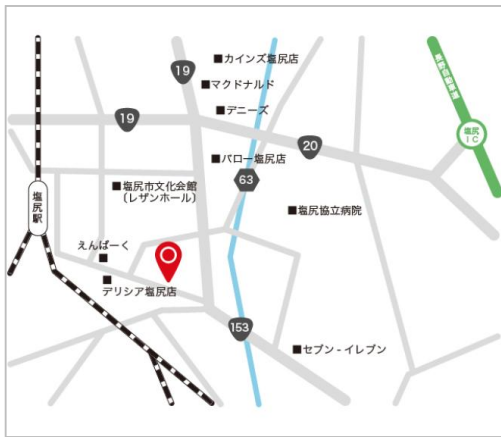 ■カインズ塩尻店
19
■マクドナルド
■デニーズ
19
20
塩尻
IC
■バロー塩尻店
63
■塩尻市文化会館
(レザンホール)
塩尻駅
■塩尻協立病院
えんぱーく
■
■
デリシア塩尻店
153
■セブン-イレブン